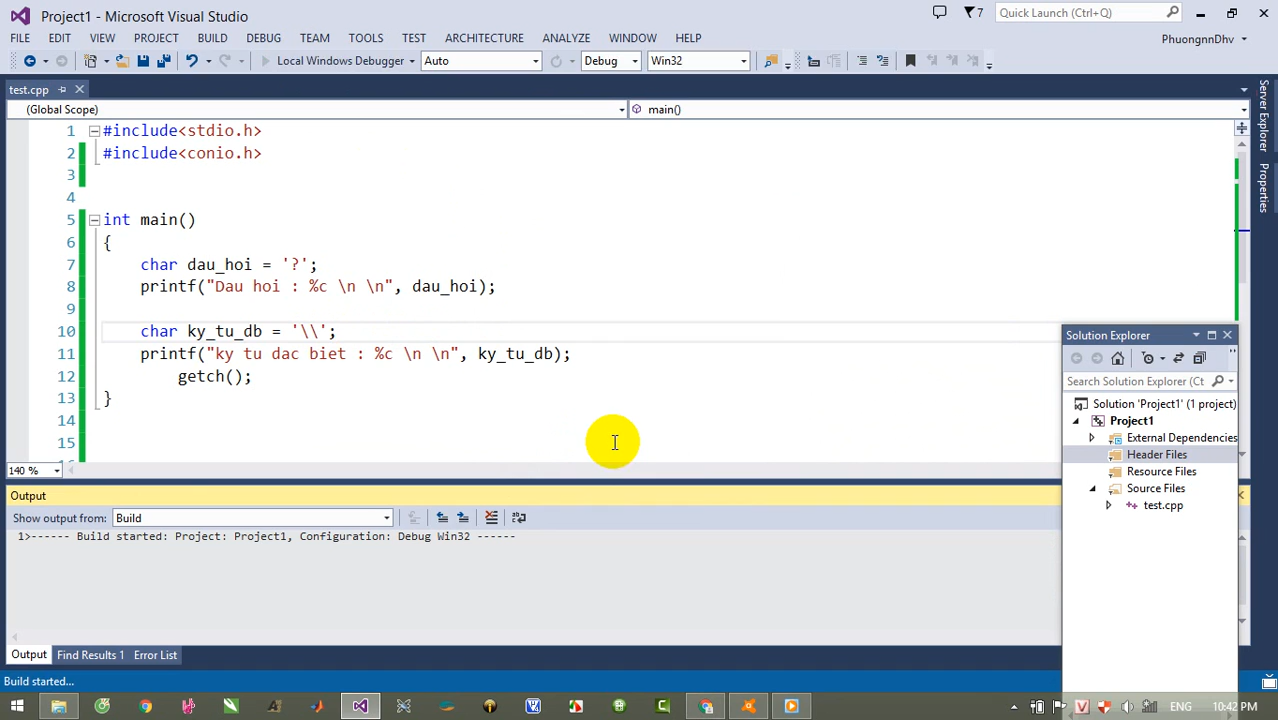 Project1 - Microsoft Visual Studio
7
Quick Launch (Ctrl+Q)
FILE EDIT VIEW PROJECT BUILD DEBUG TEAM TOOLS TEST ARCHITECTURE ANALYZE WINDOW HELP
PhuongnnDhv
Local Windows Debugger Auto Debug Win32
test.cpp
(Global Scope) main()
1 #include<stdio.h>
2 #include<conio.h>
3
4
5 int main()
6 {
7 char dau_hoi = '?';
8 printf("Dau hoi : %c \n \n", dau_hoi);
9
10 char ky_tu_db = '\\';
11 printf("ky tu dac biet : %c \n \n", ky_tu_db);
12 getch();
13 }
14
15
140 %
Server Explorer
Properties
Solution Explorer
Search Solution Explorer (Ct
Solution 'Project1' (1 project)
Project1
External Dependencies
Header Files
Resource Files
Source Files
test.cpp
Output
Show output from: Build
1>------ Build started: Project: Project1, Configuration: Debug Win32 ------
Output Find Results 1 Error List
Build started...
ENG 10:42 PM